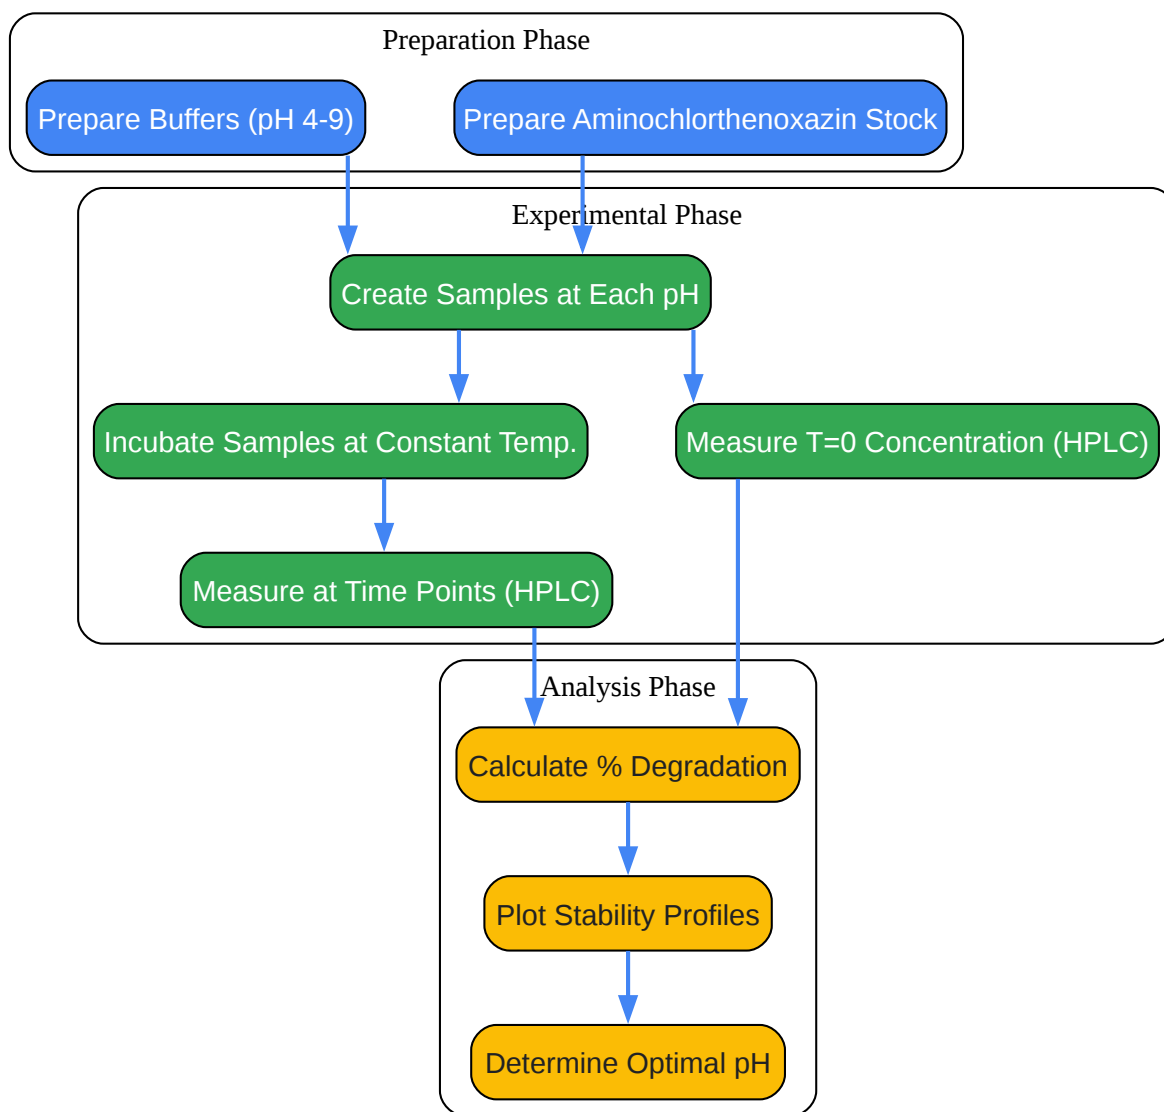 Preparation Phase
Prepare Buffers (pH 4-9)
Prepare Aminochlorthenoxazin Stock
Experimental Phase
Create Samples at Each pH
Incubate Samples at Constant Temp.
Measure T=0 Concentration (HPLC)
Measure at Time Points (HPLC)
Analysis Phase
Calculate % Degradation
Plot Stability Profiles
Determine Optimal pH